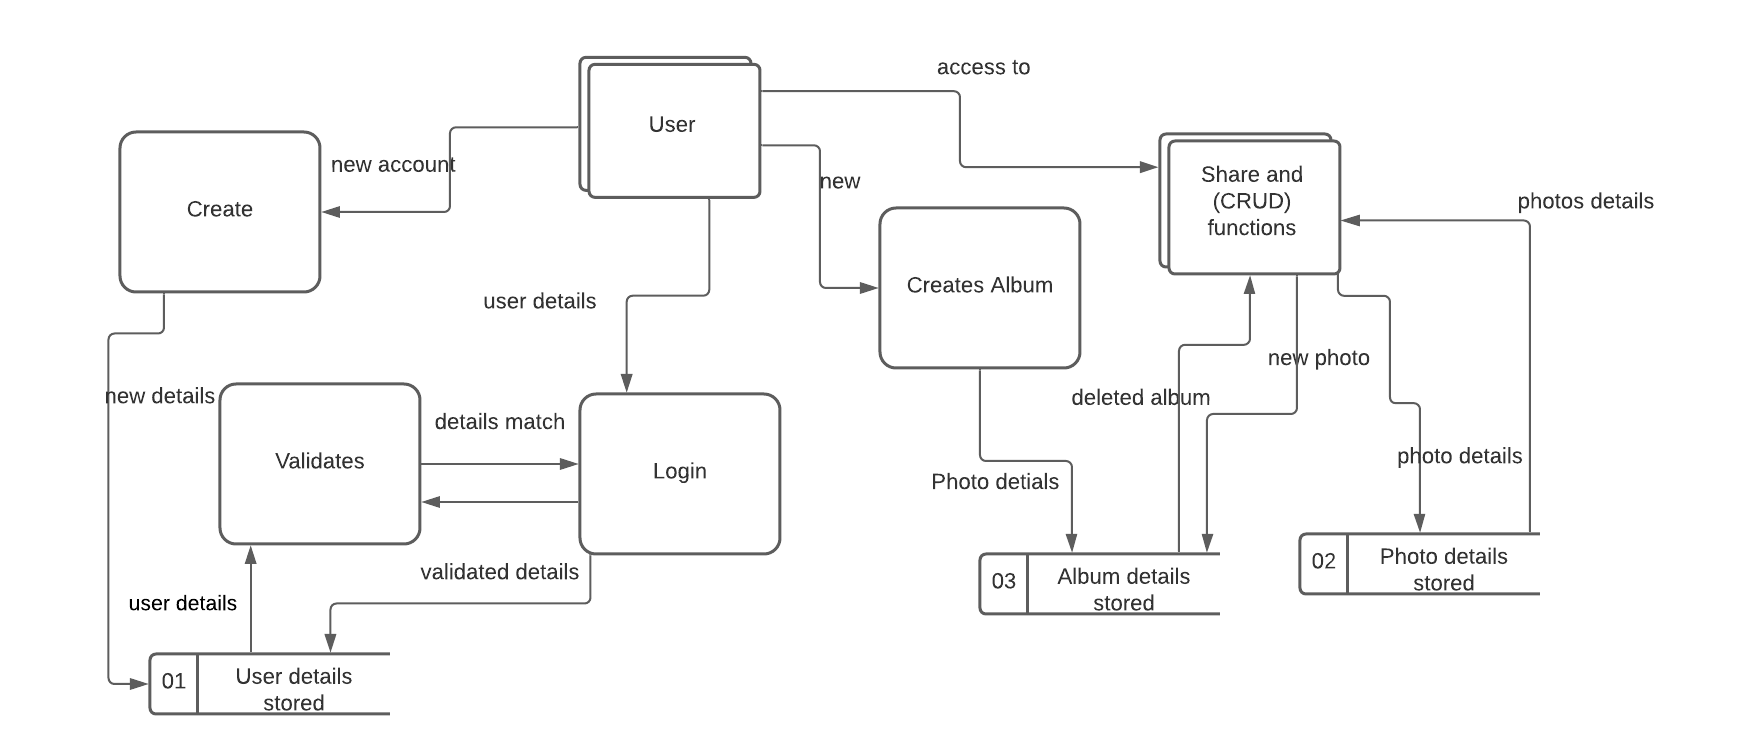 access to
User
new account
Share and
(CRUD)
functions
new
photos details
Create
Creates Album
user details
new photo
new details
deleted album
details match
photo details
Validates
Login
Photo detials
validated details
user details
03
Album details
stored
02
Photo details
stored
01
User details
stored